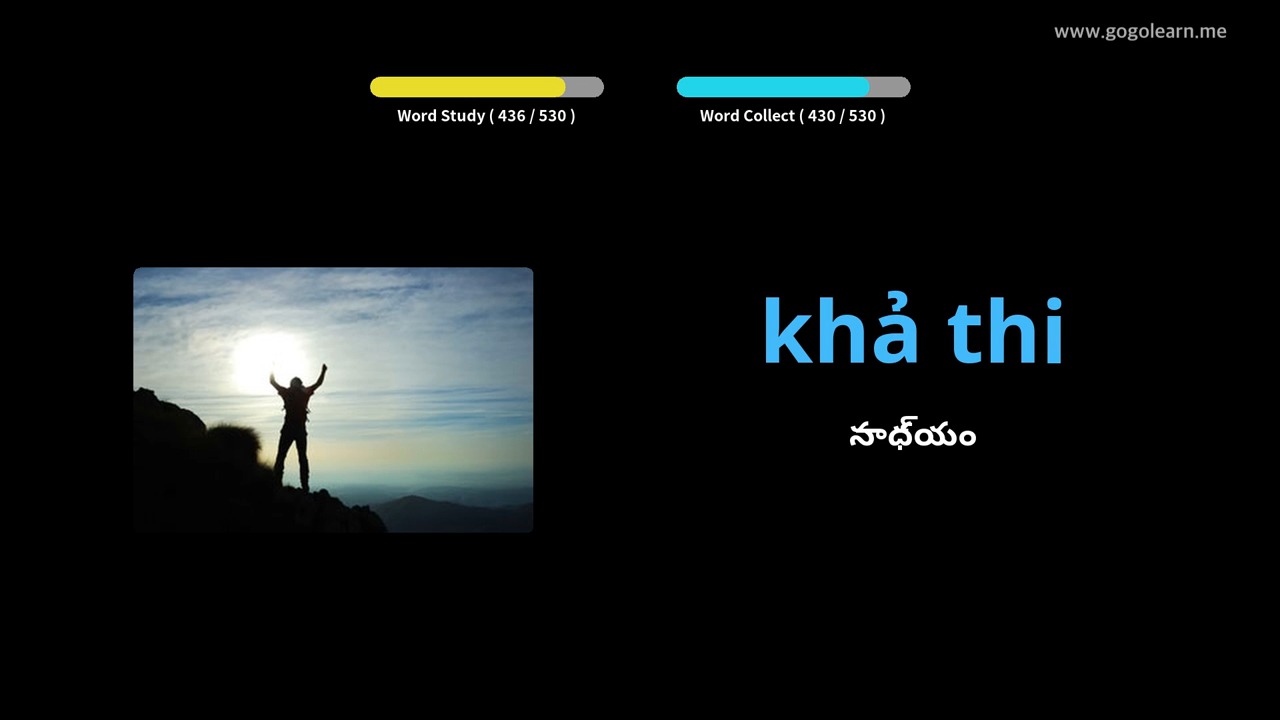 www.gogolearn.me
Word Study ( 436 / 530 )
Word Collect ( 430 / 530 )
khả thi
సాధ్యం